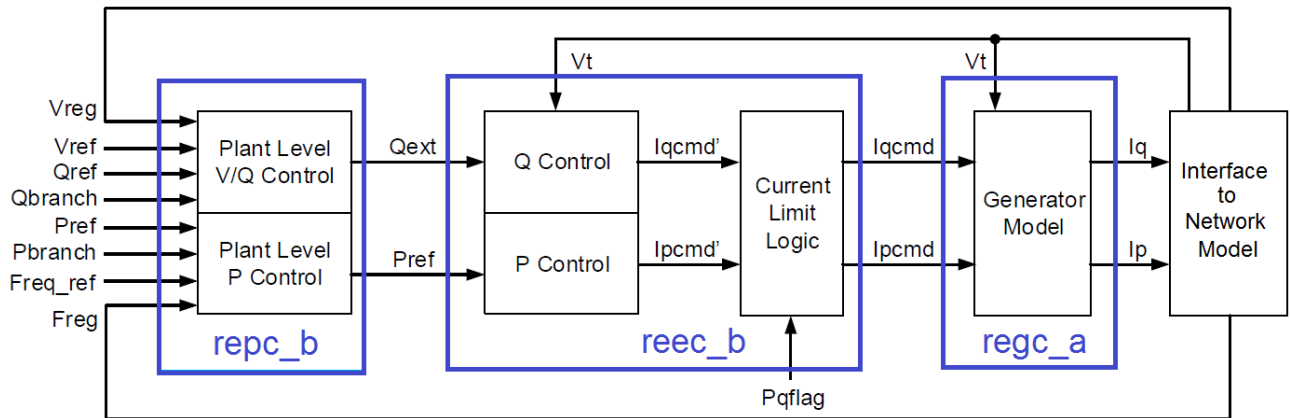 Vt
Vt
Vreg
Vref
Qref
Qbranch
Pref
Pbranch
Freq_ref
Freg
Plant Level
V/Q Control
Plant Level
P Control
repc_b
Qext
Pref
Q Control
P Control
Iqcmd’
Ipcmd’
Current
Limit
Logic
reec_b
Pqflag
Iqcmd
Ipcmd
Generator
Model
regc_a
Iq
Ip
Interface
to
Network
Model